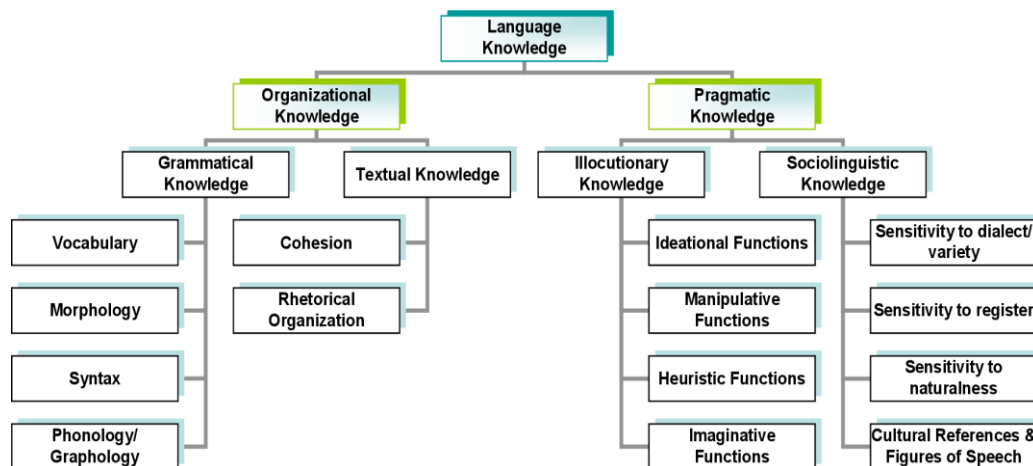 Language
Knowledge
Organizational
Knowledge
Pragmatic
Knowledge
Grammatical
Knowledge
Textual Knowledge
Illocutionary
Knowledge
Sociolinguistic
Knowledge
Vocabulary
Morphology
Syntax
Phonology/
Graphology
Cohesion
Rhetorical
Organization
Ideational Functions
Manipulative
Functions
Heuristic Functions
Imaginative
Functions
Sensitivity to dialect/
variety
Sensitivity to register
Sensitivity to
naturalness
Cultural References &
Figures of Speech